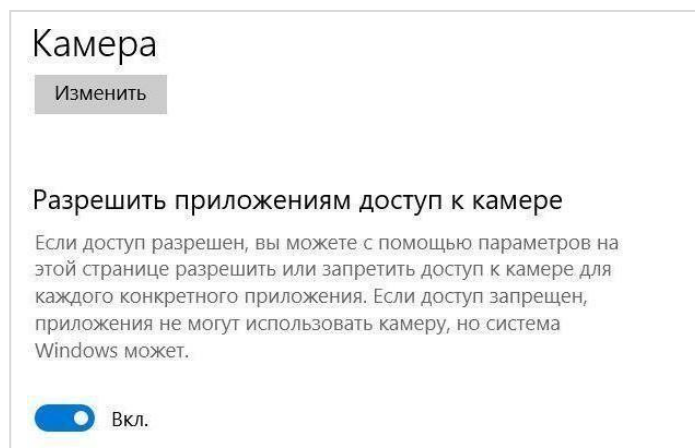 Камера
Изменить
Разрешить приложениям доступ к камере
Если доступ разрешен, вы можете с помощью параметров на
этой странице разрешить или запретить доступ к камере для
каждого конкретного приложения. Если доступ запрещен,
приложения не могут использовать камеру, но система
Windows может.
Вкл.